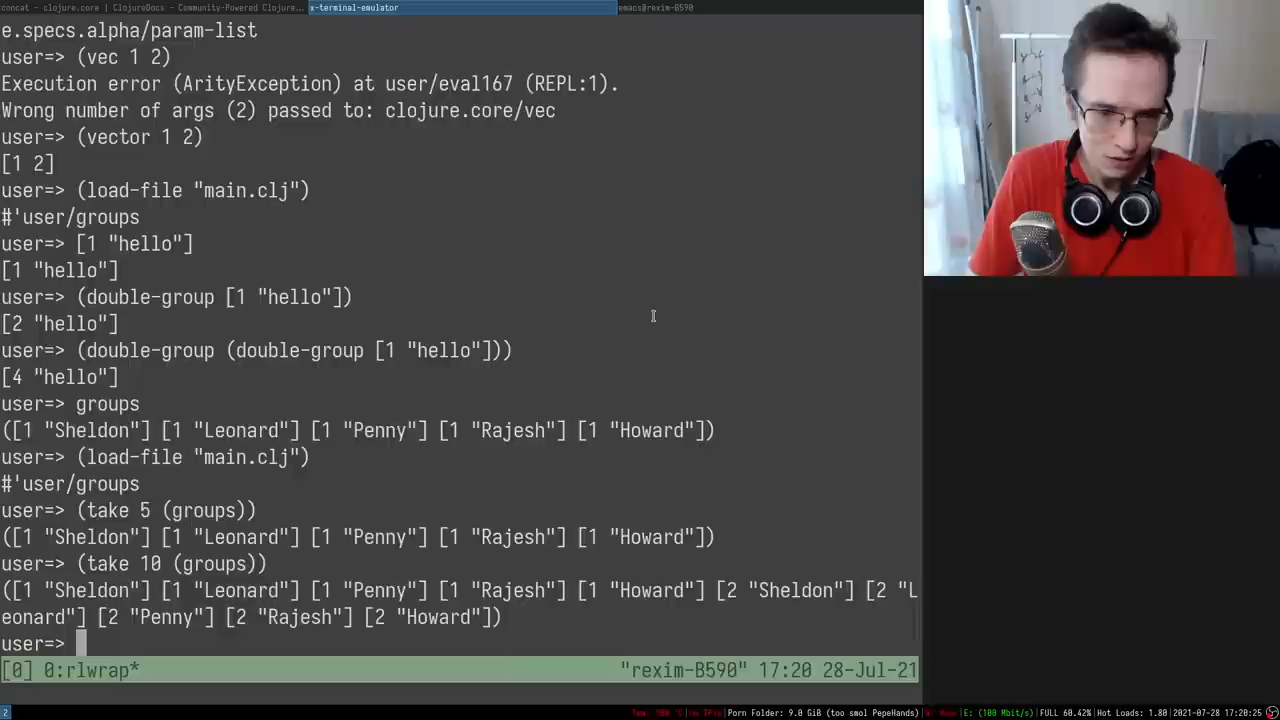 concat - clojure.core | ClojureDocs - Community-Powered Clojure... x-terminal-emulator emacs@rexim-B590
e.specs.alpha/param-list
user=> (vec 1 2)
Execution error (ArityException) at user/eval167 (REPL:1).
Wrong number of args (2) passed to: clojure.core/vec
user=> (vector 1 2)
[1 2]
user=> (load-file "main.clj")
#'user/groups
user=> [1 "hello"]
[1 "hello"]
user=> (double-group [1 "hello"])
[2 "hello"]
user=> (double-group (double-group [1 "hello"]))
[4 "hello"]
user=> groups
([1 "Sheldon"] [1 "Leonard"] [1 "Penny"] [1 "Rajesh"] [1 "Howard"])
user=> (load-file "main.clj")
#'user/groups
user=> (take 5 (groups))
([1 "Sheldon"] [1 "Leonard"] [1 "Penny"] [1 "Rajesh"] [1 "Howard"])
user=> (take 10 (groups))
([1 "Sheldon"] [1 "Leonard"] [1 "Penny"] [1 "Rajesh"] [1 "Howard"] [2 "Sheldon"] [2 "L
eonard"] [2 "Penny"] [2 "Rajesh"] [2 "Howard"])
user=>
[0] 0:rlwrap* "rexim-B590" 17:20 28-Jul-21
2 Porn Folder: 9.0 GiB (too smol PepeHands) E: (100 Mbit/s) FULL 60.42% Hot Loads: 1.80 2021-07-28 17:20:25